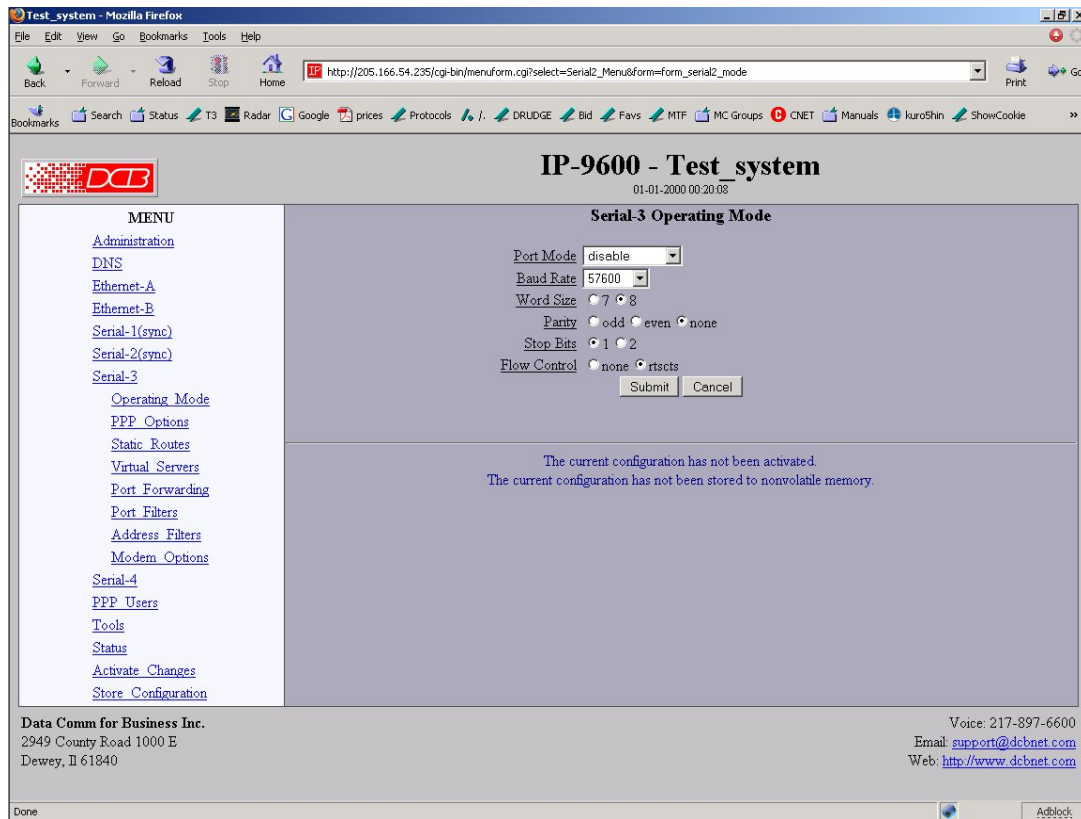 Test_system - Mozilla Firefox
File Edit View Go Bookmarks Tools Help
Back Forward Reload Stop Home http://205.166.54.235/cgi-bin/menuform.cgi?select=Serial2_Menu&form=form_serial2_mode Print Go
Bookmarks Search Status T3 Radar Google prices Protocols /. DRUDGE Bid Favs MTF MC Groups CNET Manuals kuro5hin ShowCookie »
DCB
IP-9600 - Test_system
01-01-2000 00:20:08
MENU
Administration
DNS
Ethernet-A
Ethernet-B
Serial-1(sync)
Serial-2(sync)
Serial-3
Operating Mode
PPP Options
Static Routes
Virtual Servers
Port Forwarding
Port Filters
Address Filters
Modem Options
Serial-4
PPP Users
Tools
Status
Activate Changes
Store Configuration
Serial-3 Operating Mode
Port Mode disable
Baud Rate 57600
Word Size 7 8
Parity odd even none
Stop Bits 1 2
Flow Control none rtscts
Submit Cancel
The current configuration has not been activated.
The current configuration has not been stored to nonvolatile memory.
Data Comm for Business Inc.
2949 County Road 1000 E
Dewey, Il 61840
Voice: 217-897-6600
Email: support@dcbnet.com
Web: http://www.dcbnet.com
Done Adblock